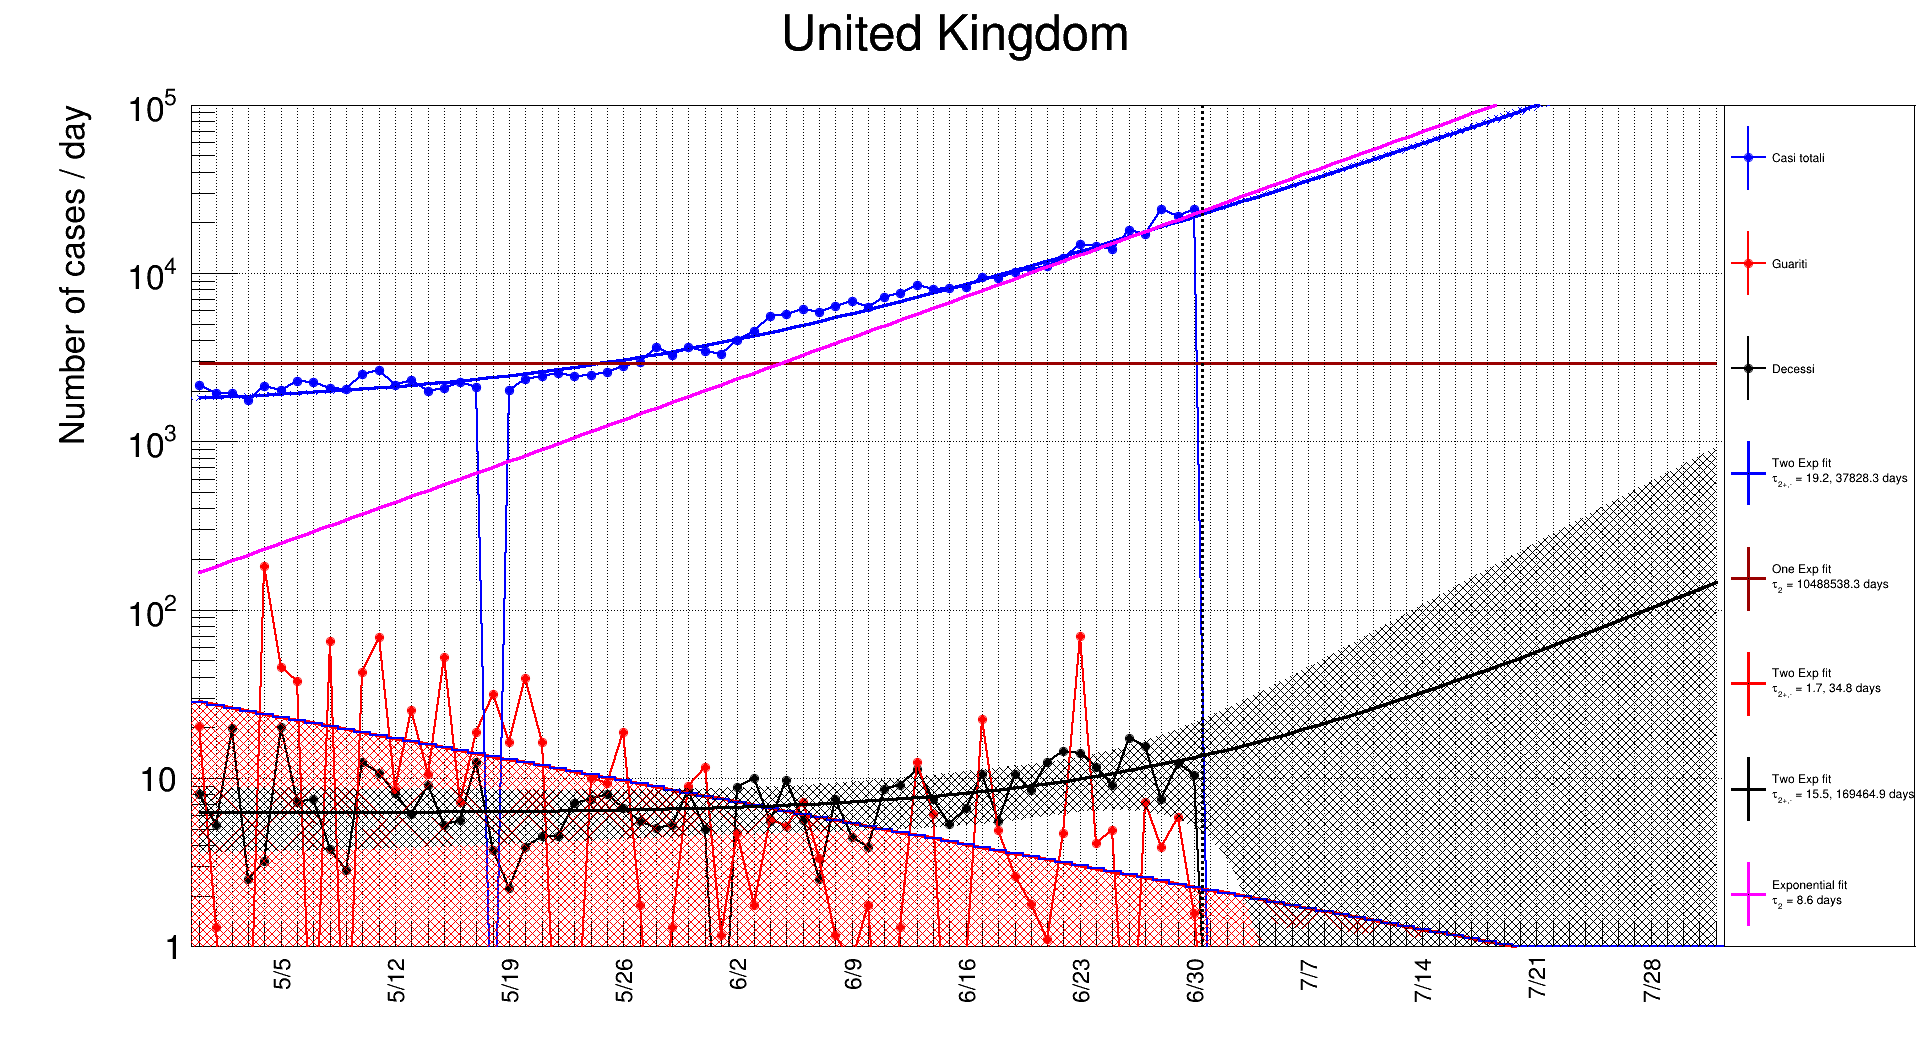 United Kingdom
Number of cases / day
10^5
10^4
10^3
10^2
10
1
5/5
5/12
5/19
5/26
6/2
6/9
6/16
6/23
6/30
7/7
7/14
7/21
7/28
Casi totali
Guariti
Decessi
Two Exp fit
τ2+,- = 19.2, 37828.3 days
One Exp fit
τ2 = 10488538.3 days
Two Exp fit
τ2+,- = 1.7, 34.8 days
Two Exp fit
τ2+,- = 15.5, 169464.9 days
Exponential fit
τ2 = 8.6 days